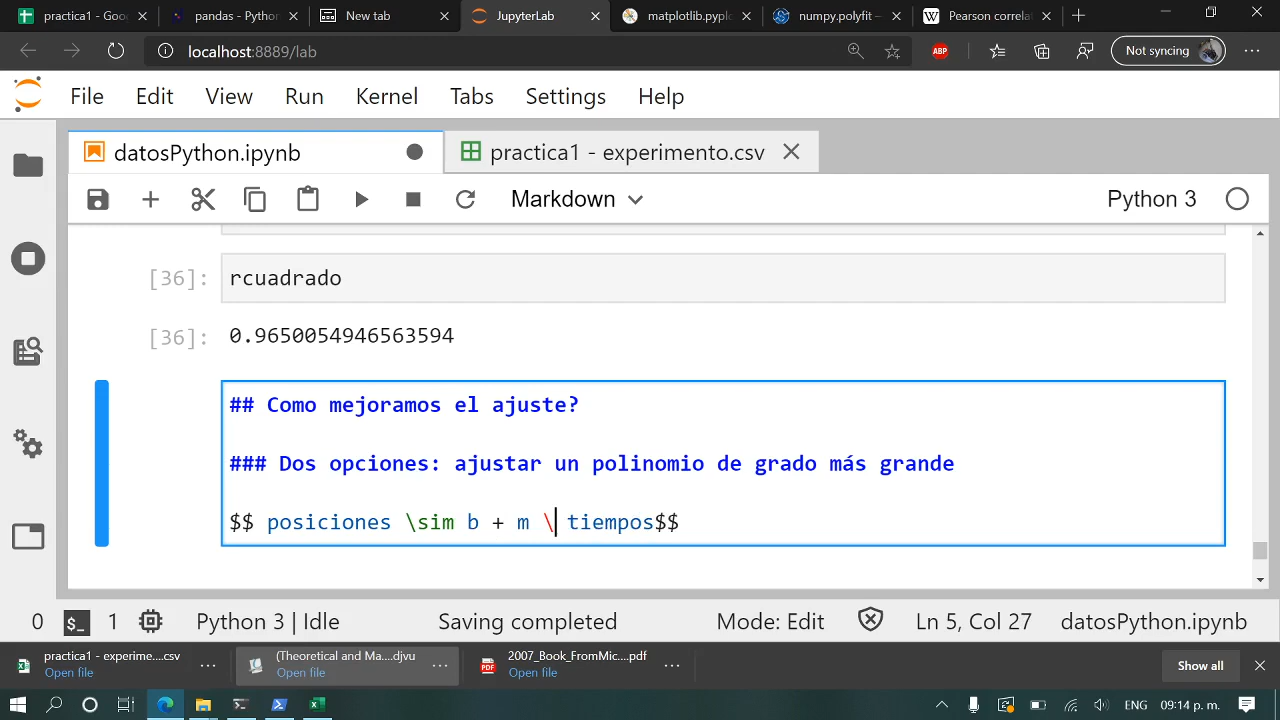 practica1 - Goo
pandas - Python
New tab
JupyterLab
matplotlib.pyplo
numpy.polyfit —
Pearson correla
localhost:8889/lab
ABP
Not syncing
File Edit View Run Kernel Tabs Settings Help
datosPython.ipynb
practica1 - experimento.csv
Markdown
Python 3
[36]: rcuadrado
[36]: 0.9650054946563594
## Como mejoramos el ajuste?
### Dos opciones: ajustar un polinomio de grado más grande
$$ posiciones \sim b + m \ tiempos$$
0 $_ 1 Python 3 | Idle Saving completed Mode: Edit Ln 5, Col 27 datosPython.ipynb
practica1 - experime....csv
Open file
(Theoretical and Ma....djvu
Open file
PDF
2007_Book_FromMic....pdf
Open file
Show all
ENG 09:14 p. m.